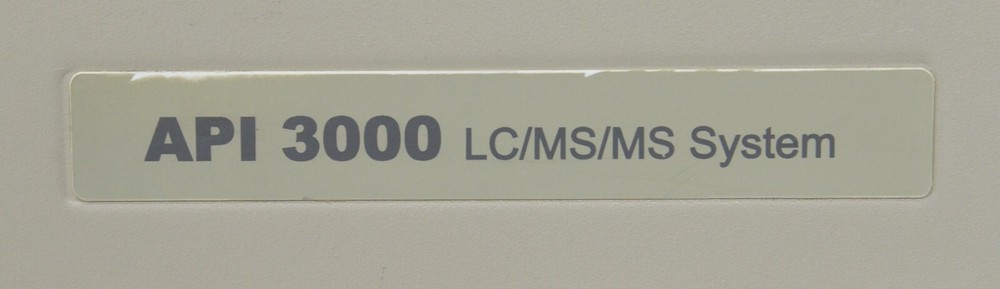 API 3000 LC/MS/MS System